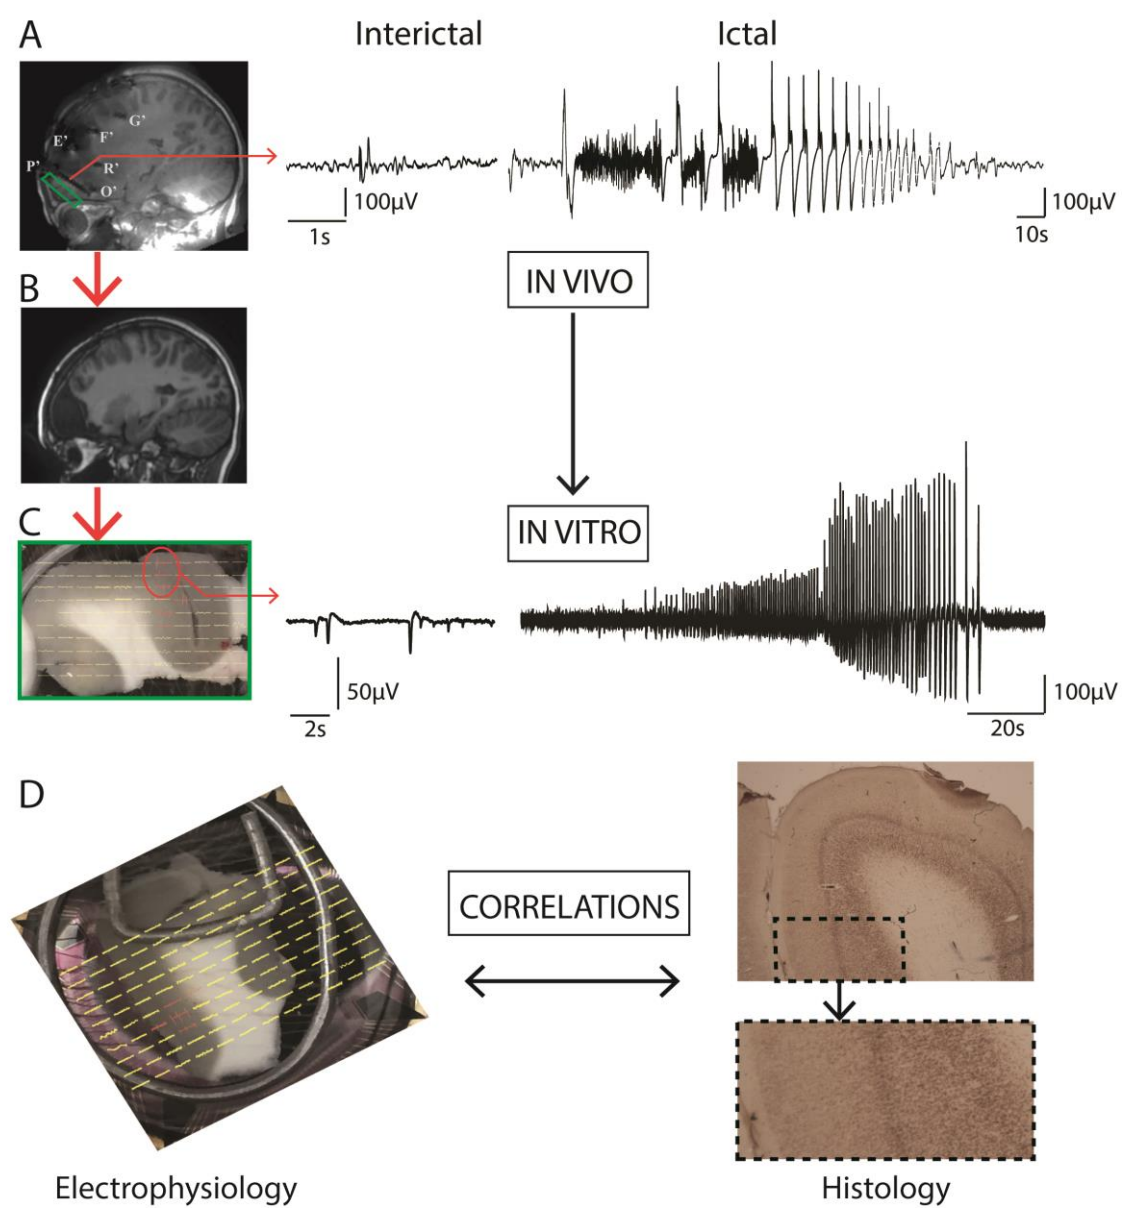 A
Interictal
Ictal
G'
E'
F'
P'
R'
O'
100µV
1s
100µV
10s
IN VIVO
B
IN VITRO
C
50µV
2s
100µV
20s
D
CORRELATIONS
Electrophysiology
Histology